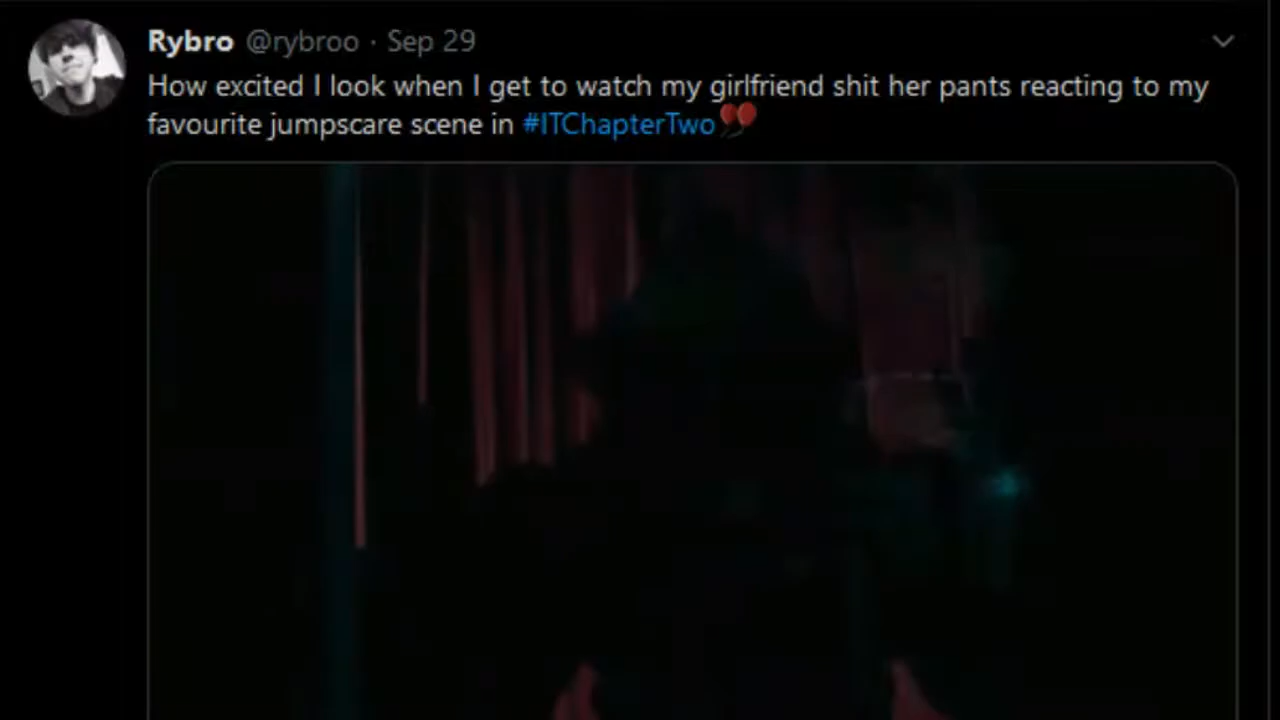 Rybro @rybroo · Sep 29
How excited I look when I get to watch my girlfriend shit her pants reacting to my
favourite jumpscare scene in #ITChapterTwo🎈